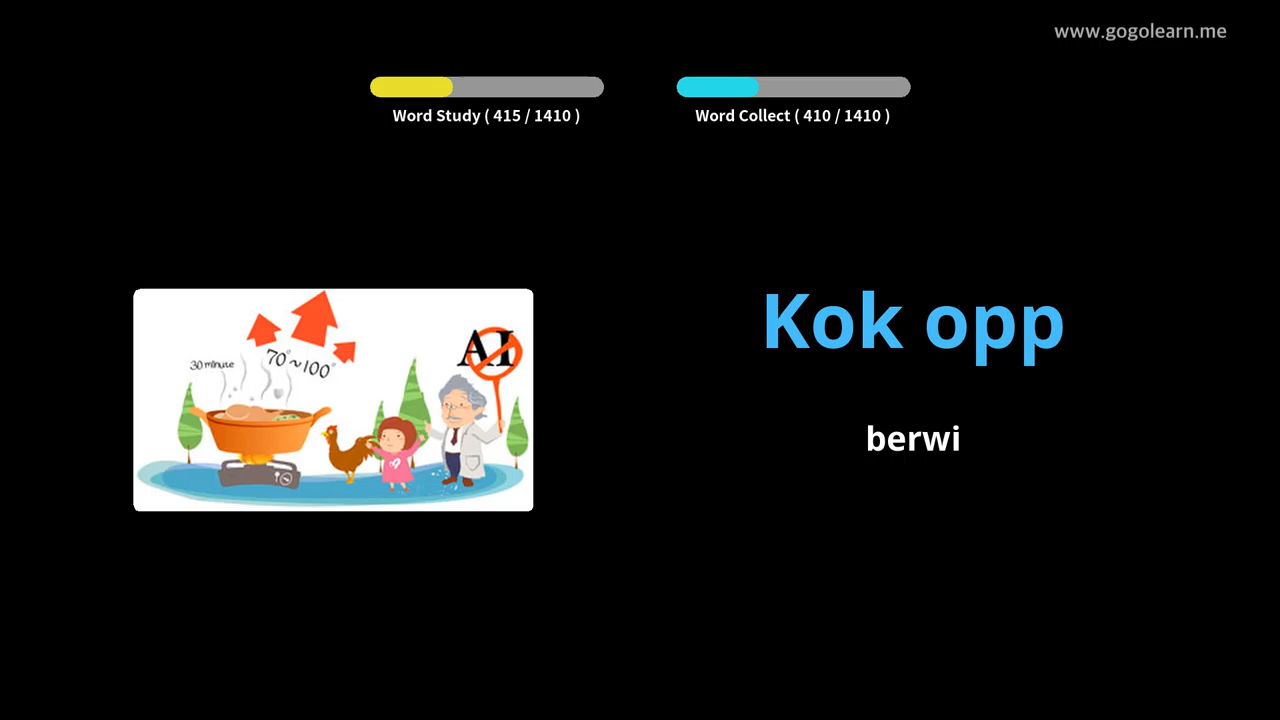 www.gogolearn.me
Word Study ( 415 / 1410 )
Word Collect ( 410 / 1410 )
30 minute
70°~100°
AI
Kok opp
berwi